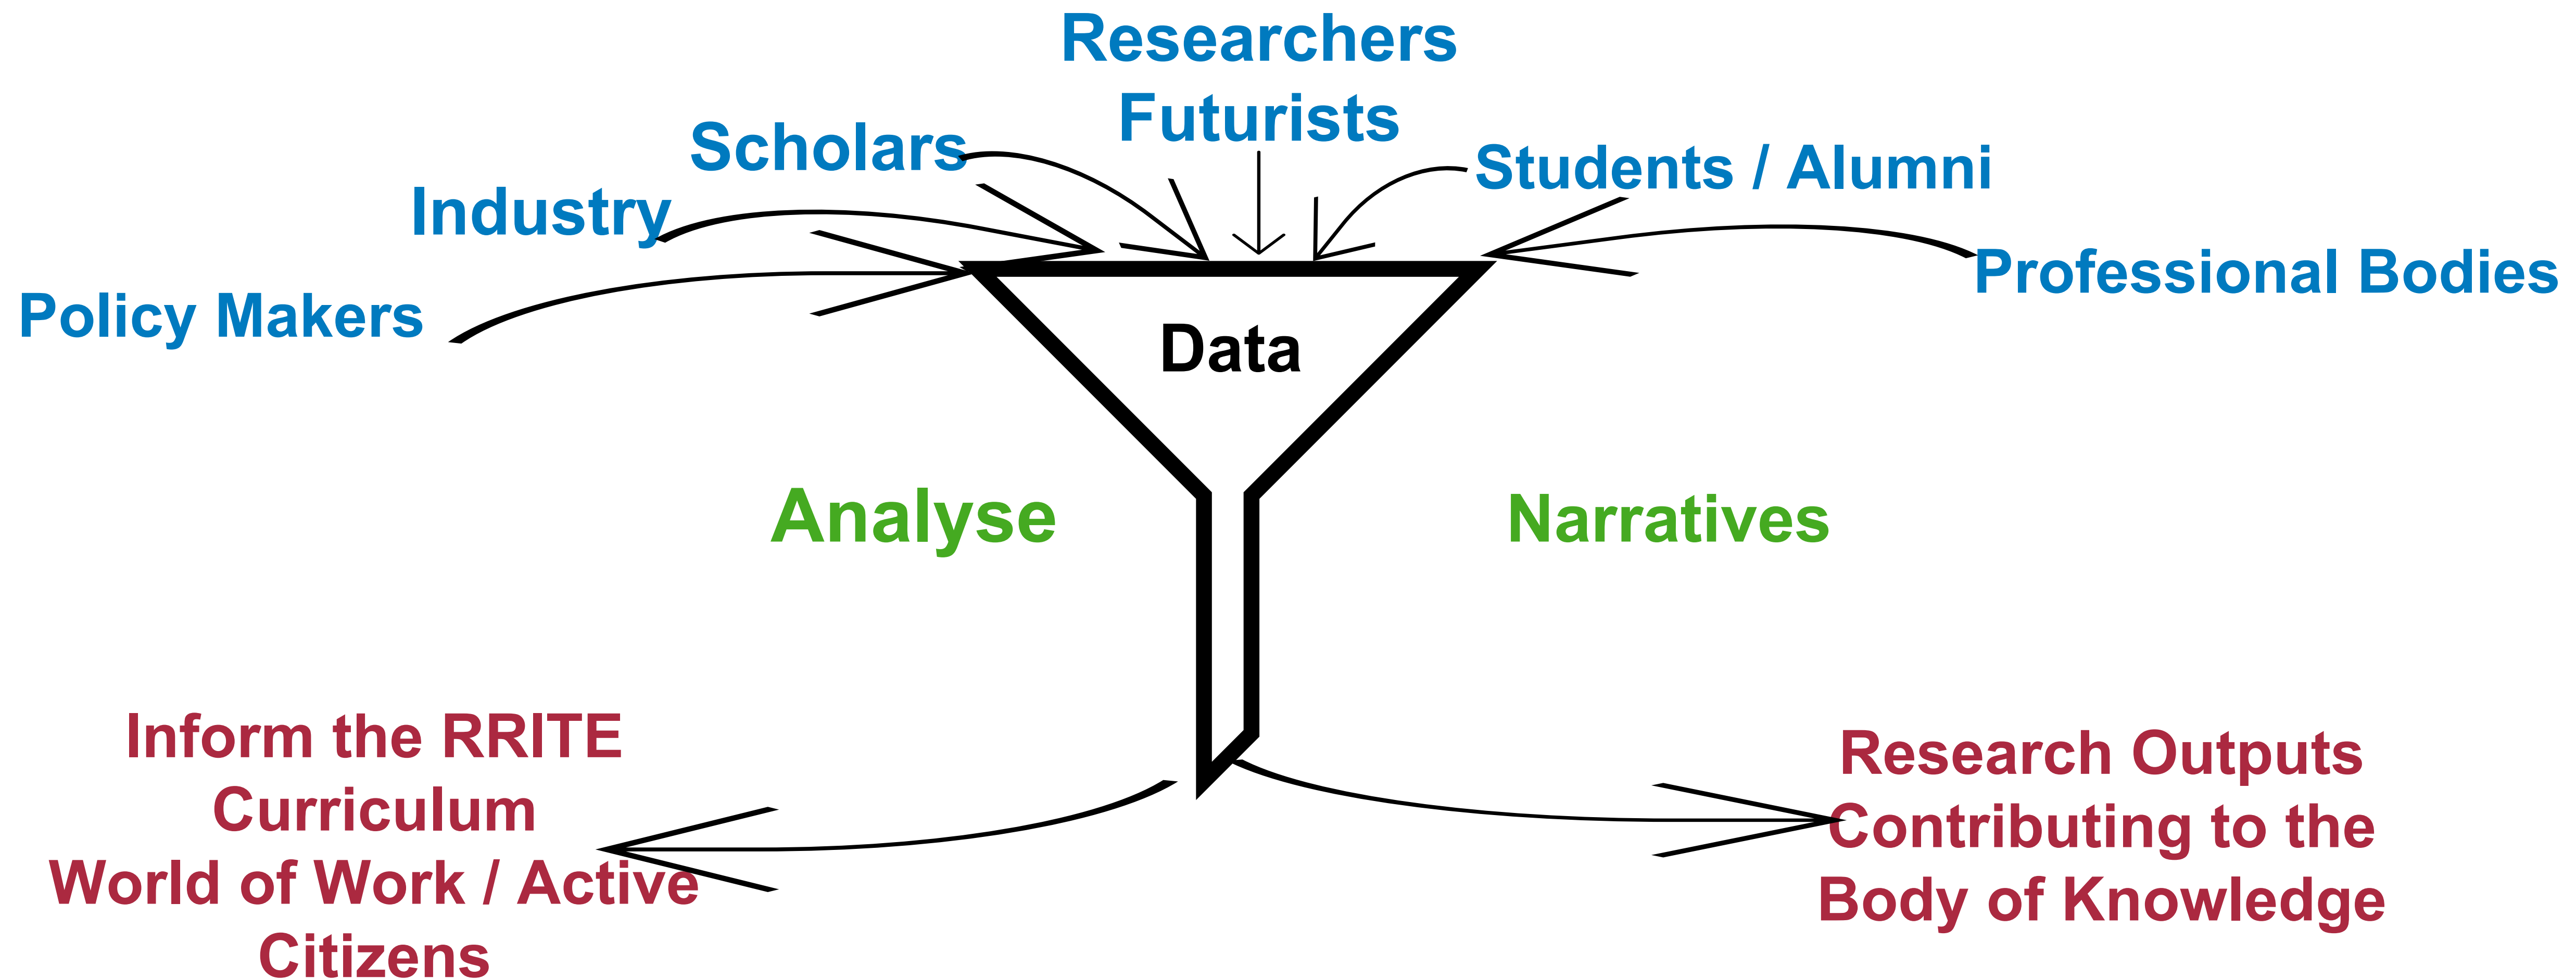 Researchers
Futurists
Scholars
Students / Alumni
Industry
Professional Bodies
Policy Makers
Data
Analyse
Narratives
Inform the RRITE
Curriculum
World of Work / Active
Citizens
Research Outputs
Contributing to the
Body of Knowledge